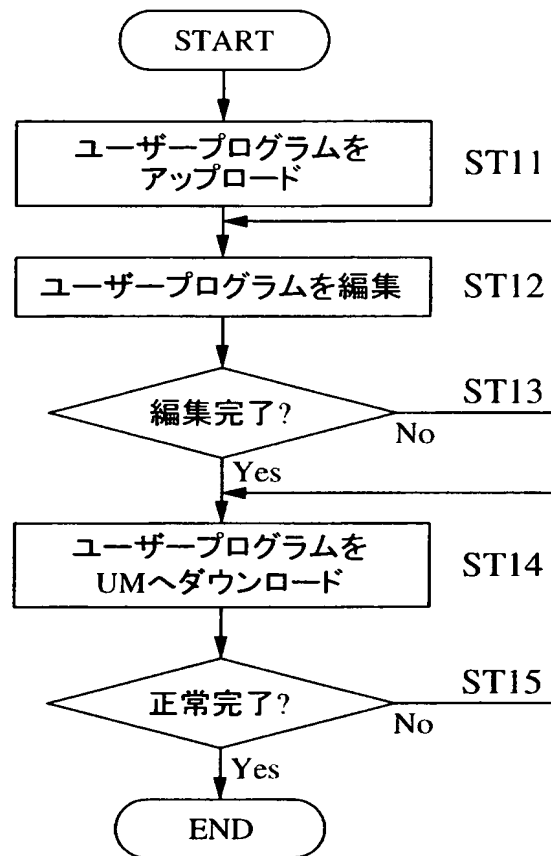 START
ユーザープログラムを
アップロード
ST11
ユーザープログラムを編集
ST12
編集完了?
ST13
No
Yes
ユーザープログラムを
UMへダウンロード
ST14
正常完了?
ST15
No
Yes
END